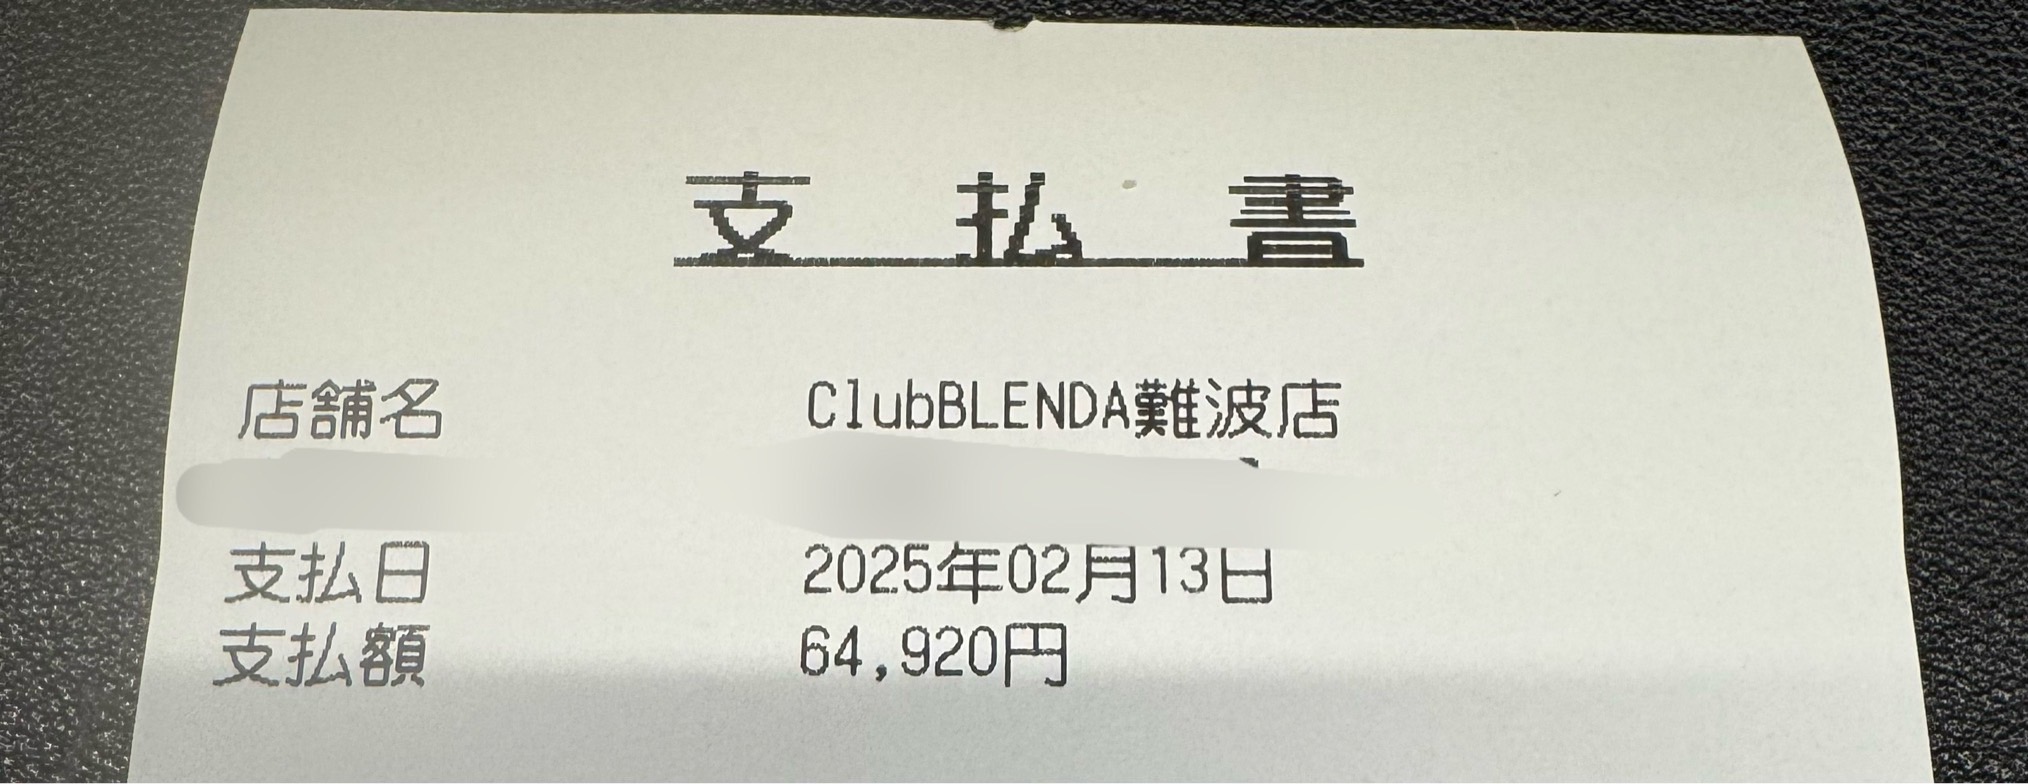 支払書
店舗名 ClubBLENDA難波店
支払日 2025年02月13日
支払額 64,920円